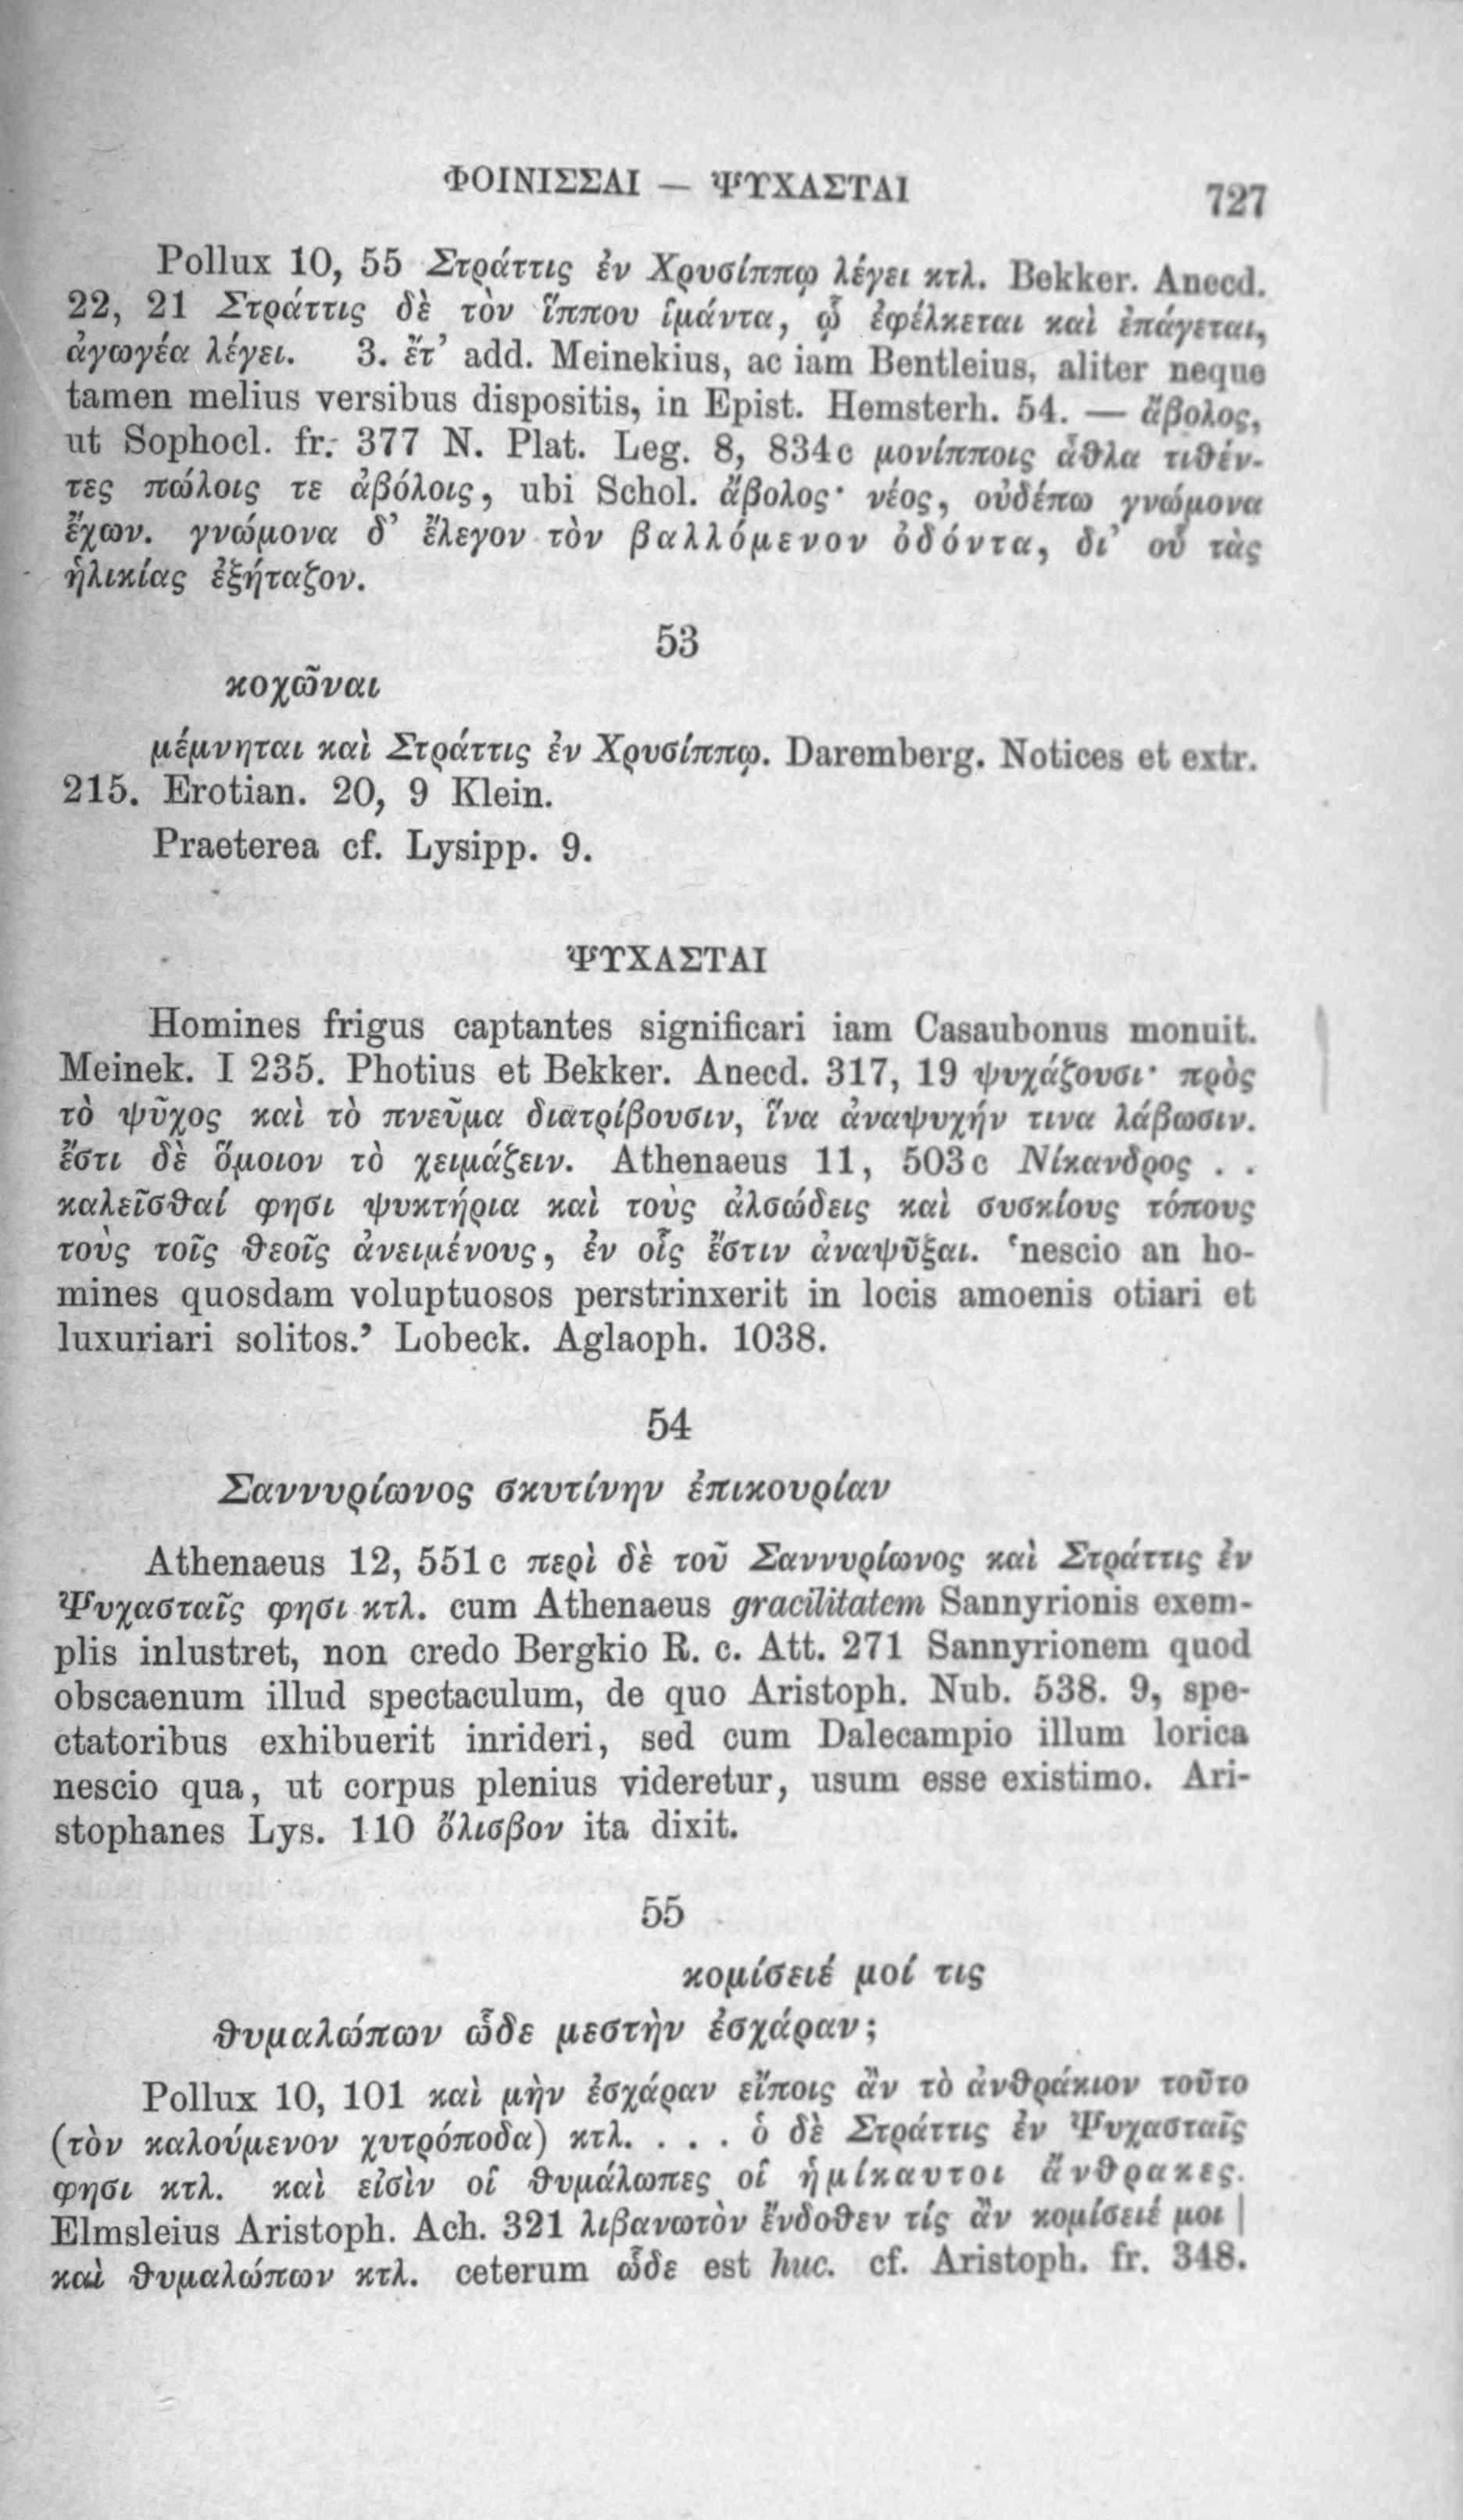 ΦΟΙΝΙΣΣΑΙ — ΨΥΧΑΣΤΑΙ 727
Pollux 10, 55 Στράττις ἐν Χρυσίππῳ λέγει κτλ. Bekker. Anecd.
22, 21 Στράττις δὲ τὸν ἵππου ἱμάντα, ᾧ ἐφέλκεται καὶ ἐπάγεται,
ἀγωγέα λέγει. 3. ἔτ’ add. Meinekius, ac iam Bentleius, aliter neque
tamen melius versibus dispositis, in Epist. Hemsterh. 54. — ἄβολος,
ut Sophocl. fr. 377 N. Plat. Leg. 8, 834c μονίπποις ἆθλα τιθέν-
τες πώλοις τε ἀβόλοις, ubi Schol. ἄβολος· νέος, οὐδέπω γνώμονα
ἔχων. γνώμονα δ’ ἔλεγον τὸν βαλλόμενον ὀδόντα, δι’ οὗ τὰς
ἡλικίας ἐξήταζον.
53
κοχῶναι
μέμνηται καὶ Στράττις ἐν Χρυσίππῳ. Daremberg. Notices et extr.
215. Erotian. 20, 9 Klein.
Praeterea cf. Lysipp. 9.
ΨΥΧΑΣΤΑΙ
Homines frigus captantes significari iam Casaubonus monuit.
Meinek. I 235. Photius et Bekker. Anecd. 317, 19 ψυχάζουσι· πρὸς
τὸ ψῦχος καὶ τὸ πνεῦμα διατρίβουσιν, ἵνα ἀναψυχήν τινα λάβωσιν.
ἔστι δὲ ὅμοιον τὸ χειμάζειν. Athenaeus 11, 503c Νίκανδρος . .
καλεῖσθαί φησι ψυκτήρια καὶ τοὺς ἀλσώδεις καὶ συσκίους τόπους
τοὺς τοῖς θεοῖς ἀνειμένους, ἐν οἷς ἔστιν ἀναψῦξαι. ‘nescio an ho-
mines quosdam voluptuosos perstrinxerit in locis amoenis otiari et
luxuriari solitos.’ Lobeck. Aglaoph. 1038.
54
Σαννυρίωνος σκυτίνην ἐπικουρίαν
Athenaeus 12, 551c περὶ δὲ τοῦ Σαννυρίωνος καὶ Στράττις ἐν
Ψυχασταῖς φησι κτλ. cum Athenaeus gracilitatem Sannyrionis exem-
plis inlustret, non credo Bergkio R. c. Att. 271 Sannyrionem quod
obscaenum illud spectaculum, de quo Aristoph. Nub. 538. 9, spe-
ctatoribus exhibuerit inrideri, sed cum Dalecampio illum lorica
nescio qua, ut corpus plenius videretur, usum esse existimo. Ari-
stophanes Lys. 110 ὄλισβον ita dixit.
55
κομίσειέ μοί τις
θυμαλώπων ὧδε μεστὴν ἐσχάραν;
Pollux 10, 101 καὶ μὴν ἐσχάραν εἴποις ἂν τὸ ἀνθράκιον τοῦτο
(τὸν καλούμενον χυτρόποδα) κτλ. . . . ὁ δὲ Στράττις ἐν Ψυχασταῖς
φησι κτλ. καὶ εἰσὶν οἱ θυμάλωπες οἱ ἡμίκαυτοι ἄνθρακες.
Elmsleius Aristoph. Ach. 321 λιβανωτὸν ἔνδοθεν τίς ἂν κομίσειέ μοι |
καὶ θυμαλώπων κτλ. ceterum ὧδε est huc. cf. Aristoph. fr. 348.